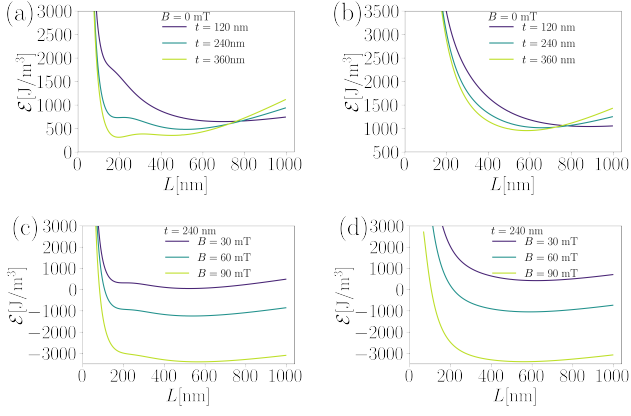 (a)
B = 0 mT
t = 120 nm
t = 240nm
t = 360nm
ℰ[J/m³]
3000
2500
2000
1500
1000
500
0
0 200 400 600 800 1000
L[nm]
(b)
B = 0 mT
t = 120 nm
t = 240 nm
t = 360 nm
ℰ[J/m³]
3500
3000
2500
2000
1500
1000
500
0 200 400 600 800 1000
L[nm]
(c)
t = 240 nm
B = 30 mT
B = 60 mT
B = 90 mT
ℰ[J/m³]
3000
2000
1000
0
−1000
−2000
−3000
0 200 400 600 800 1000
L[nm]
(d)
t = 240 nm
B = 30 mT
B = 60 mT
B = 90 mT
ℰ[J/m³]
3000
2000
1000
0
−1000
−2000
−3000
0 200 400 600 800 1000
L[nm]